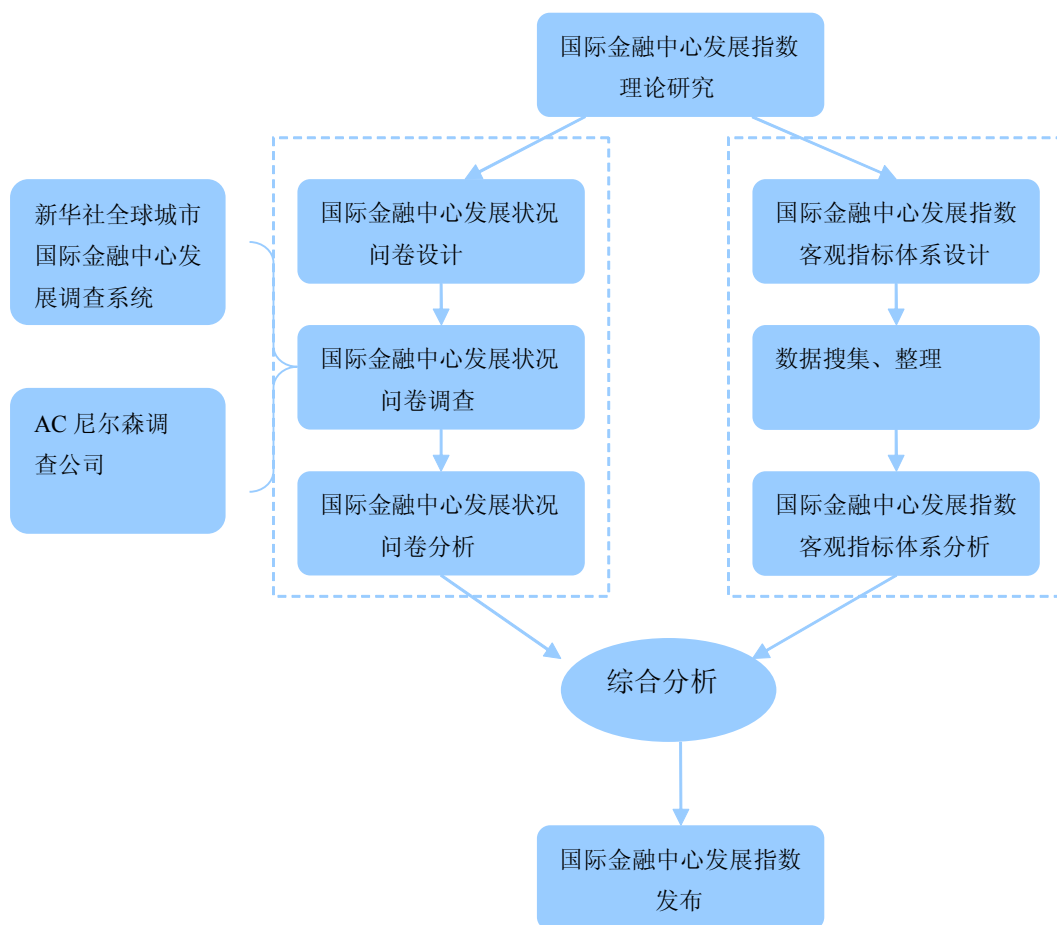 国际金融中心发展指数
理论研究
新华社全球城市
国际金融中心发
展调查系统
AC 尼尔森调
查公司
国际金融中心发展状况
问卷设计
国际金融中心发展状况
问卷调查
国际金融中心发展状况
问卷分析
国际金融中心发展指数
客观指标体系设计
数据搜集、整理
国际金融中心发展指数
客观指标体系分析
综合分析
国际金融中心发展指数
发布